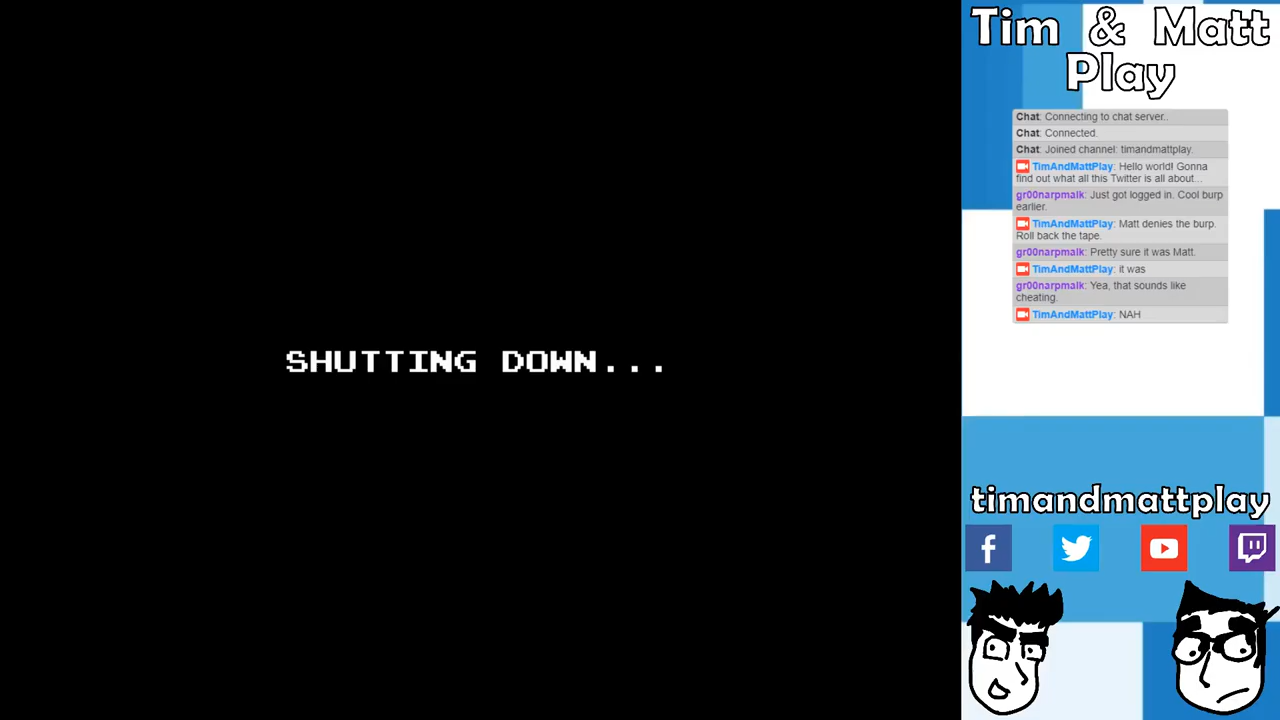 SHUTTING DOWN...
Tim & Matt
Play
Chat: Connecting to chat server..
Chat: Connected.
Chat: Joined channel: timandmattplay.
TimAndMattPlay: Hello world! Gonna
find out what all this Twitter is all about...
gr00narpmalk: Just got logged in. Cool burp
earlier.
TimAndMattPlay: Matt denies the burp.
Roll back the tape.
gr00narpmalk: Pretty sure it was Matt.
TimAndMattPlay: it was
gr00narpmalk: Yea, that sounds like
cheating.
TimAndMattPlay: NAH
timandmattplay